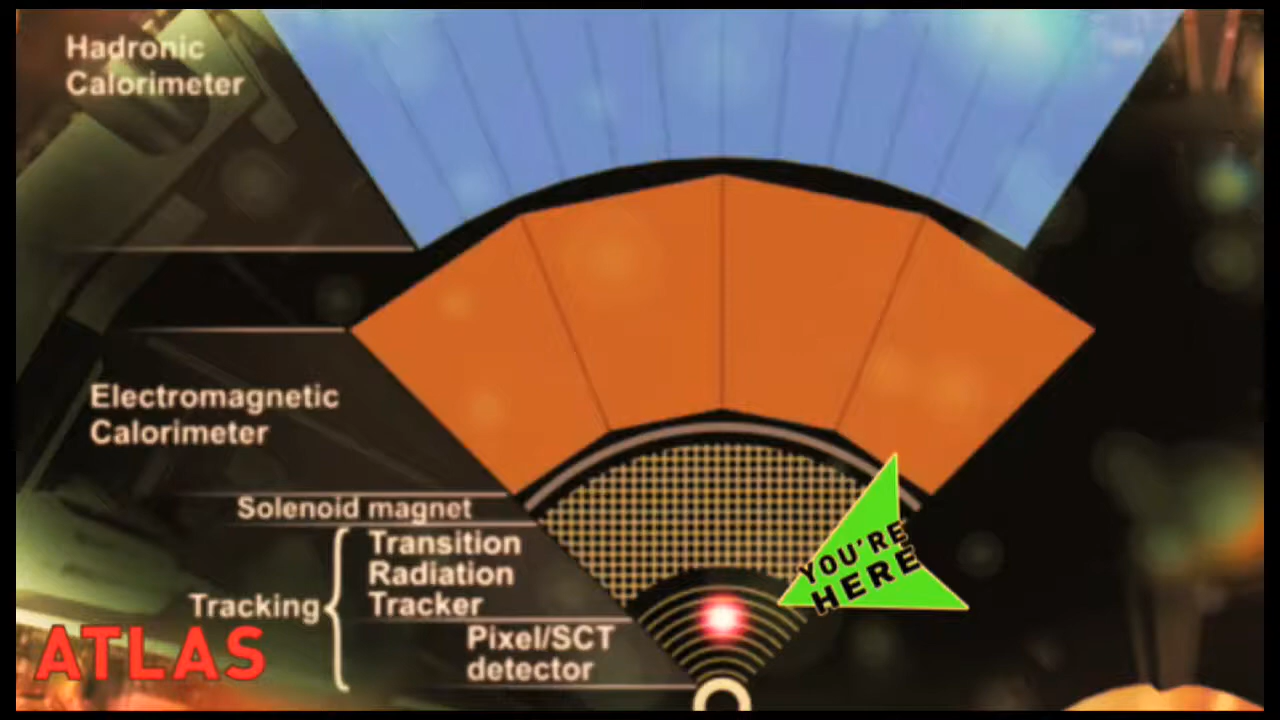 Hadronic
Calorimeter
Electromagnetic
Calorimeter
Solenoid magnet
Transition
Radiation
Tracker
Tracking
Pixel/SCT
detector
ATLAS
YOU'RE
HERE